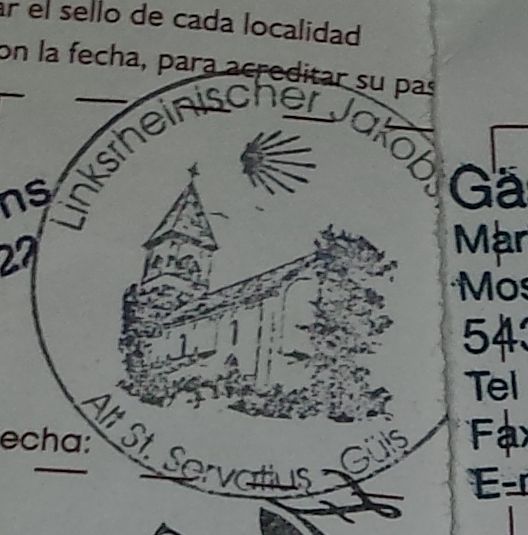 ar el sello de cada localidad
on la fecha, para acreditar su pas
Linksrheinischer Jakobs
ns
Gä
Mar
Mos
543
Tel
Fax
E-
echa:
Alt St. Servatius - Güls